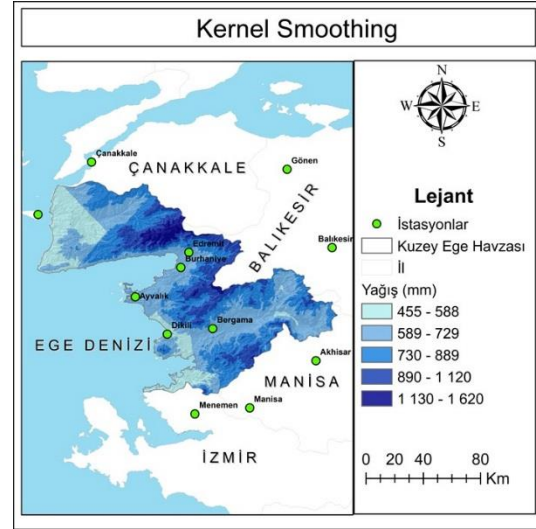 Kernel Smoothing
Çanakkale
ÇANAKKALE
Gönen
BALIKESİR
Balıkesir
Edremit
Burhaniye
Ayvalık
Dikili
Bergama
EGE DENİZİ
Akhisar
MANİSA
Manisa
Menemen
İZMİR
N
W
E
S
Lejant
İstasyonlar
Kuzey Ege Havzası
İl
Yağış (mm)
455 - 588
589 - 729
730 - 889
890 - 1 120
1 130 - 1 620
0 20 40 80
Km